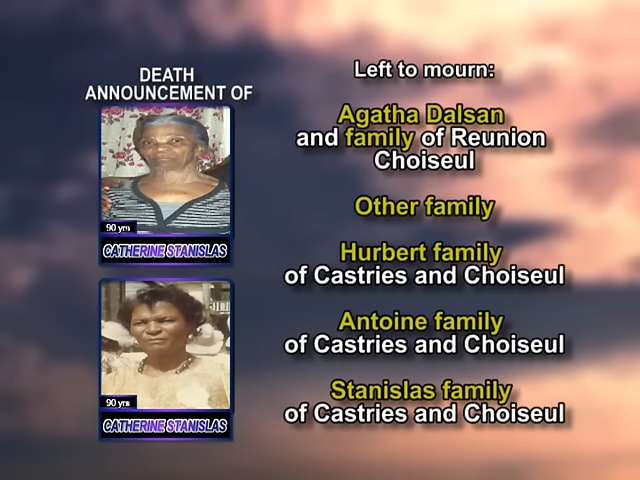 DEATH
ANNOUNCEMENT OF
90 yrs
CATHERINE STANISLAS
90 yrs
CATHERINE STANISLAS
Left to mourn:
Agatha Dalsan
and family of Reunion
Choiseul
Other family
Hurbert family
of Castries and Choiseul
Antoine family
of Castries and Choiseul
Stanislas family
of Castries and Choiseul